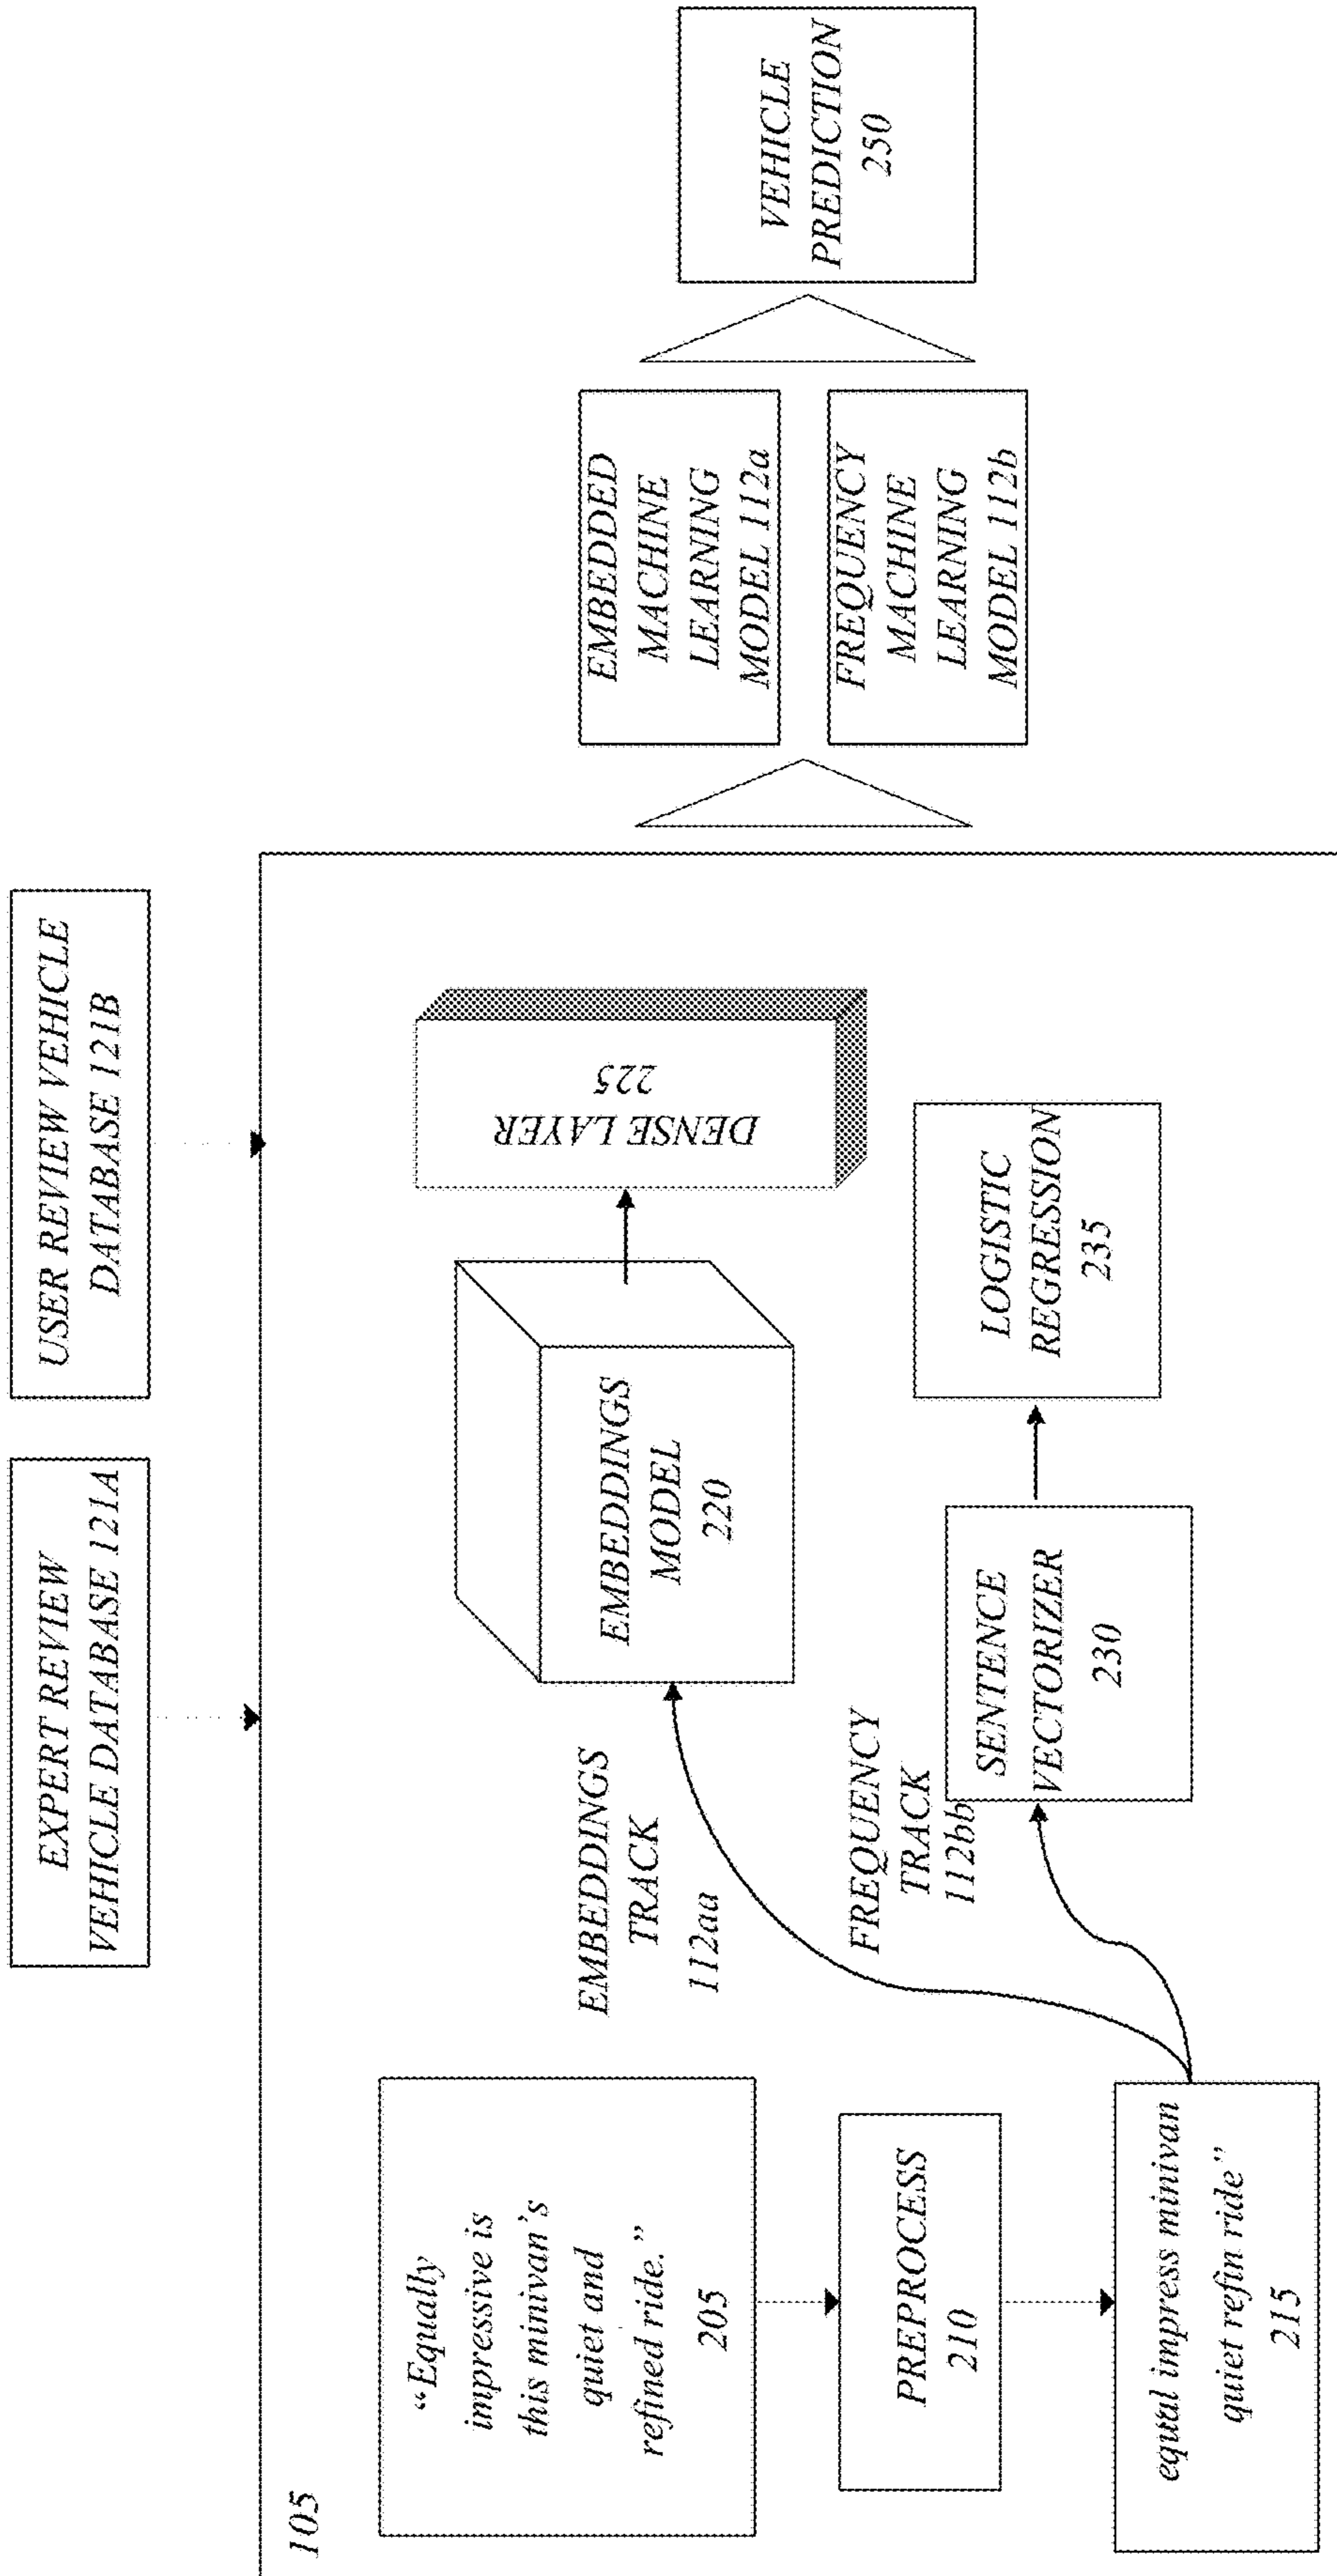 EXPERT REVIEW
VEHICLE DATABASE 121A
USER REVIEW VEHICLE
DATABASE 121B
105
“Equally
impressive is
this minivan’s
quiet and
refined ride.”
205
PREPROCESS
210
equal impress minivan
quiet refin ride”
215
EMBEDDINGS
TRACK
112aa
FREQUENCY
TRACK
112bb
EMBEDDINGS
MODEL
220
DENSE LAYER
225
SENTENCE
VECTORIZER
230
LOGISTIC
REGRESSION
235
EMBEDDED
MACHINE
LEARNING
MODEL 112a
FREQUENCY
MACHINE
LEARNING
MODEL 112b
VEHICLE
PREDICTION
250